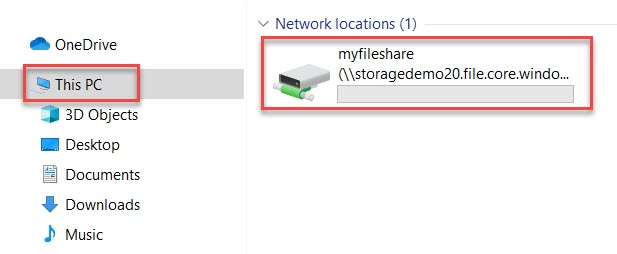 OneDrive
This PC
3D Objects
Desktop
Documents
Downloads
Music
Network locations (1)
myfileshare
(\\storagedemo20.file.core.windo...